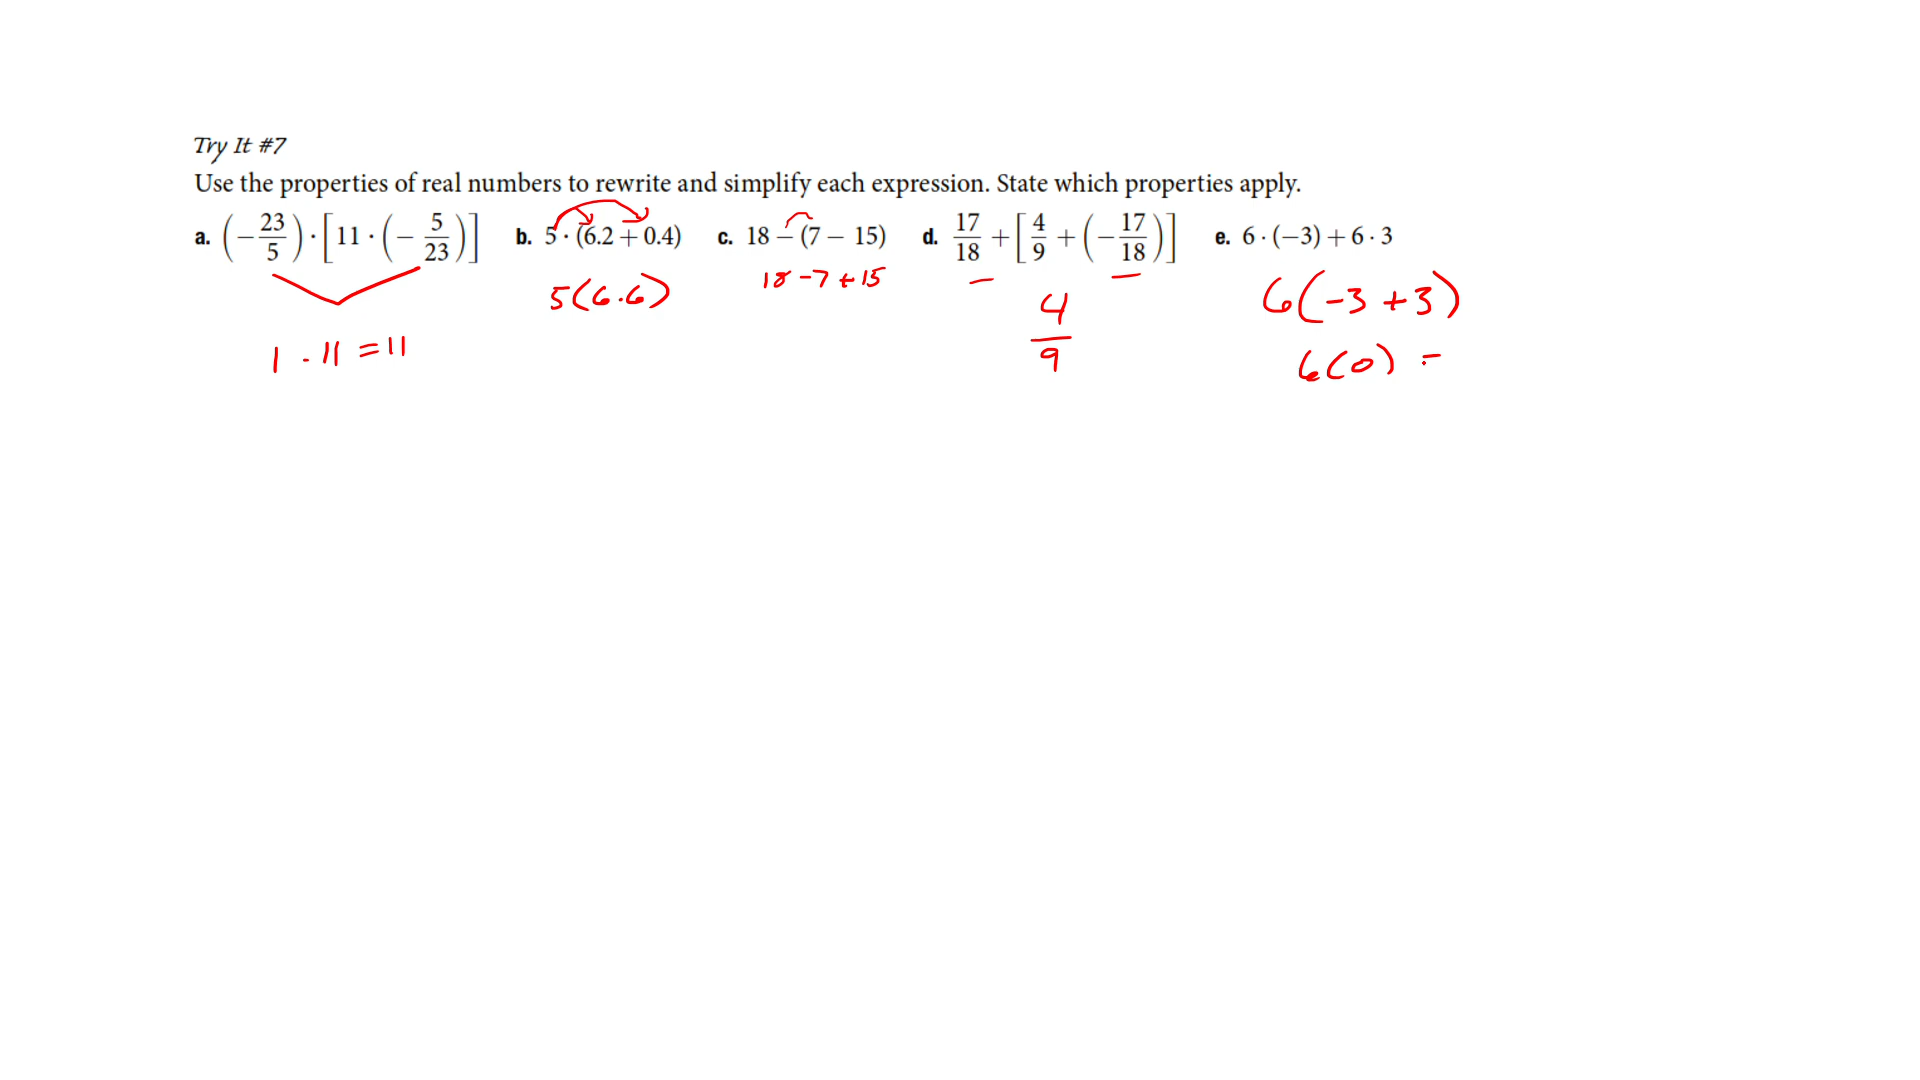 Try It #7
Use the properties of real numbers to rewrite and simplify each expression. State which properties apply.
a. (−23/5) · [11 · (−5/23)] b. 5 · (6.2 + 0.4) c. 18 − (7 − 15) d. 17/18 + [4/9 + (−17/18)] e. 6 · (−3) + 6 · 3
18 − 7 + 15
5(6.6)
6(−3 + 3)
4/9
1 · 11 = 11
6(0) =